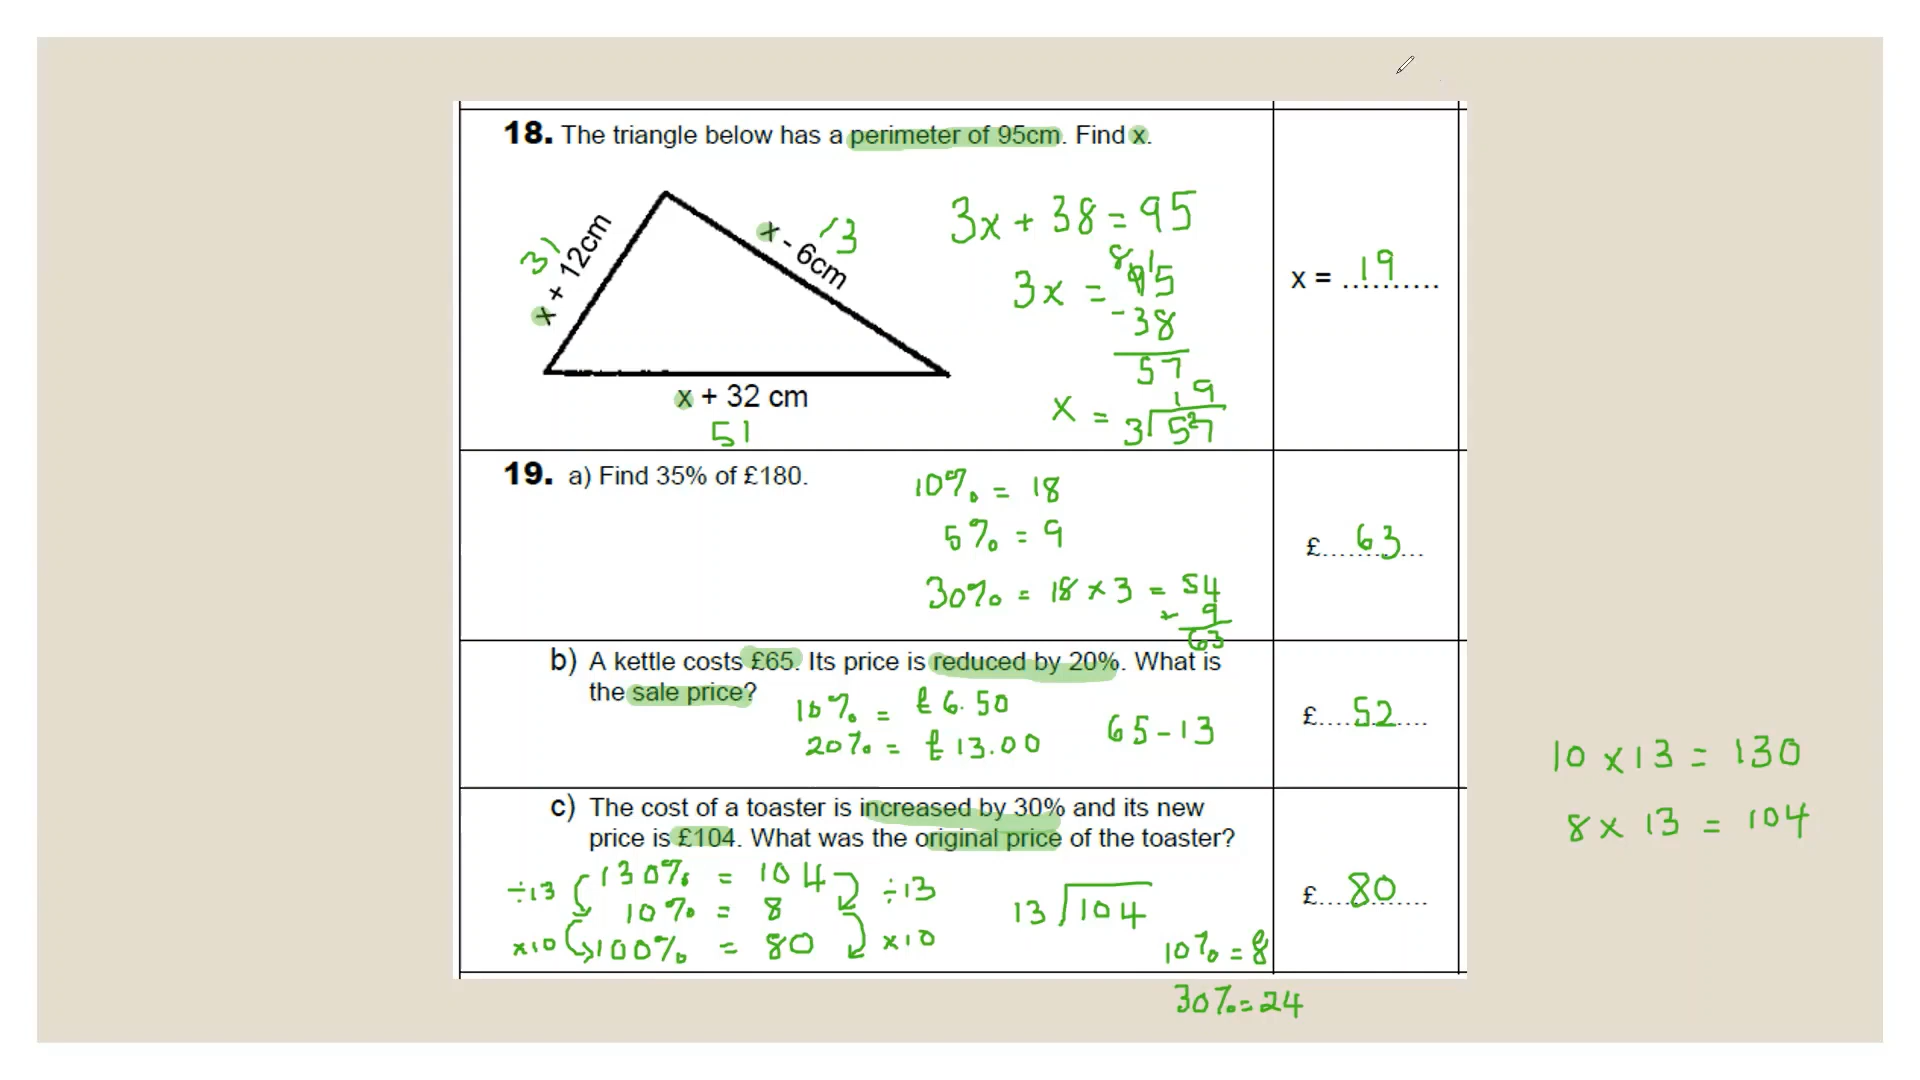 18. The triangle below has a perimeter of 95cm. Find x.
x + 12cm
31
x - 6cm
13
x + 32 cm
51
3x + 38 = 95
3x = 95
8 1
- 38
57
19
x = 3 57
2
x = .......... 19
19. a) Find 35% of £180.
10% = 18
5% = 9
30% = 18 x 3 = 54
+ 9
63
£............ 63
b) A kettle costs £65. Its price is reduced by 20%. What is
the sale price?
10% = £6.50
20% = £13.00
65 - 13
£............ 52
c) The cost of a toaster is increased by 30% and its new
price is £104. What was the original price of the toaster?
÷13 130% = 104 ÷13
10% = 8
x10 100% = 80 x10
13 104
10% = 8
30% = 24
£............ 80
10 x 13 = 130
8 x 13 = 104